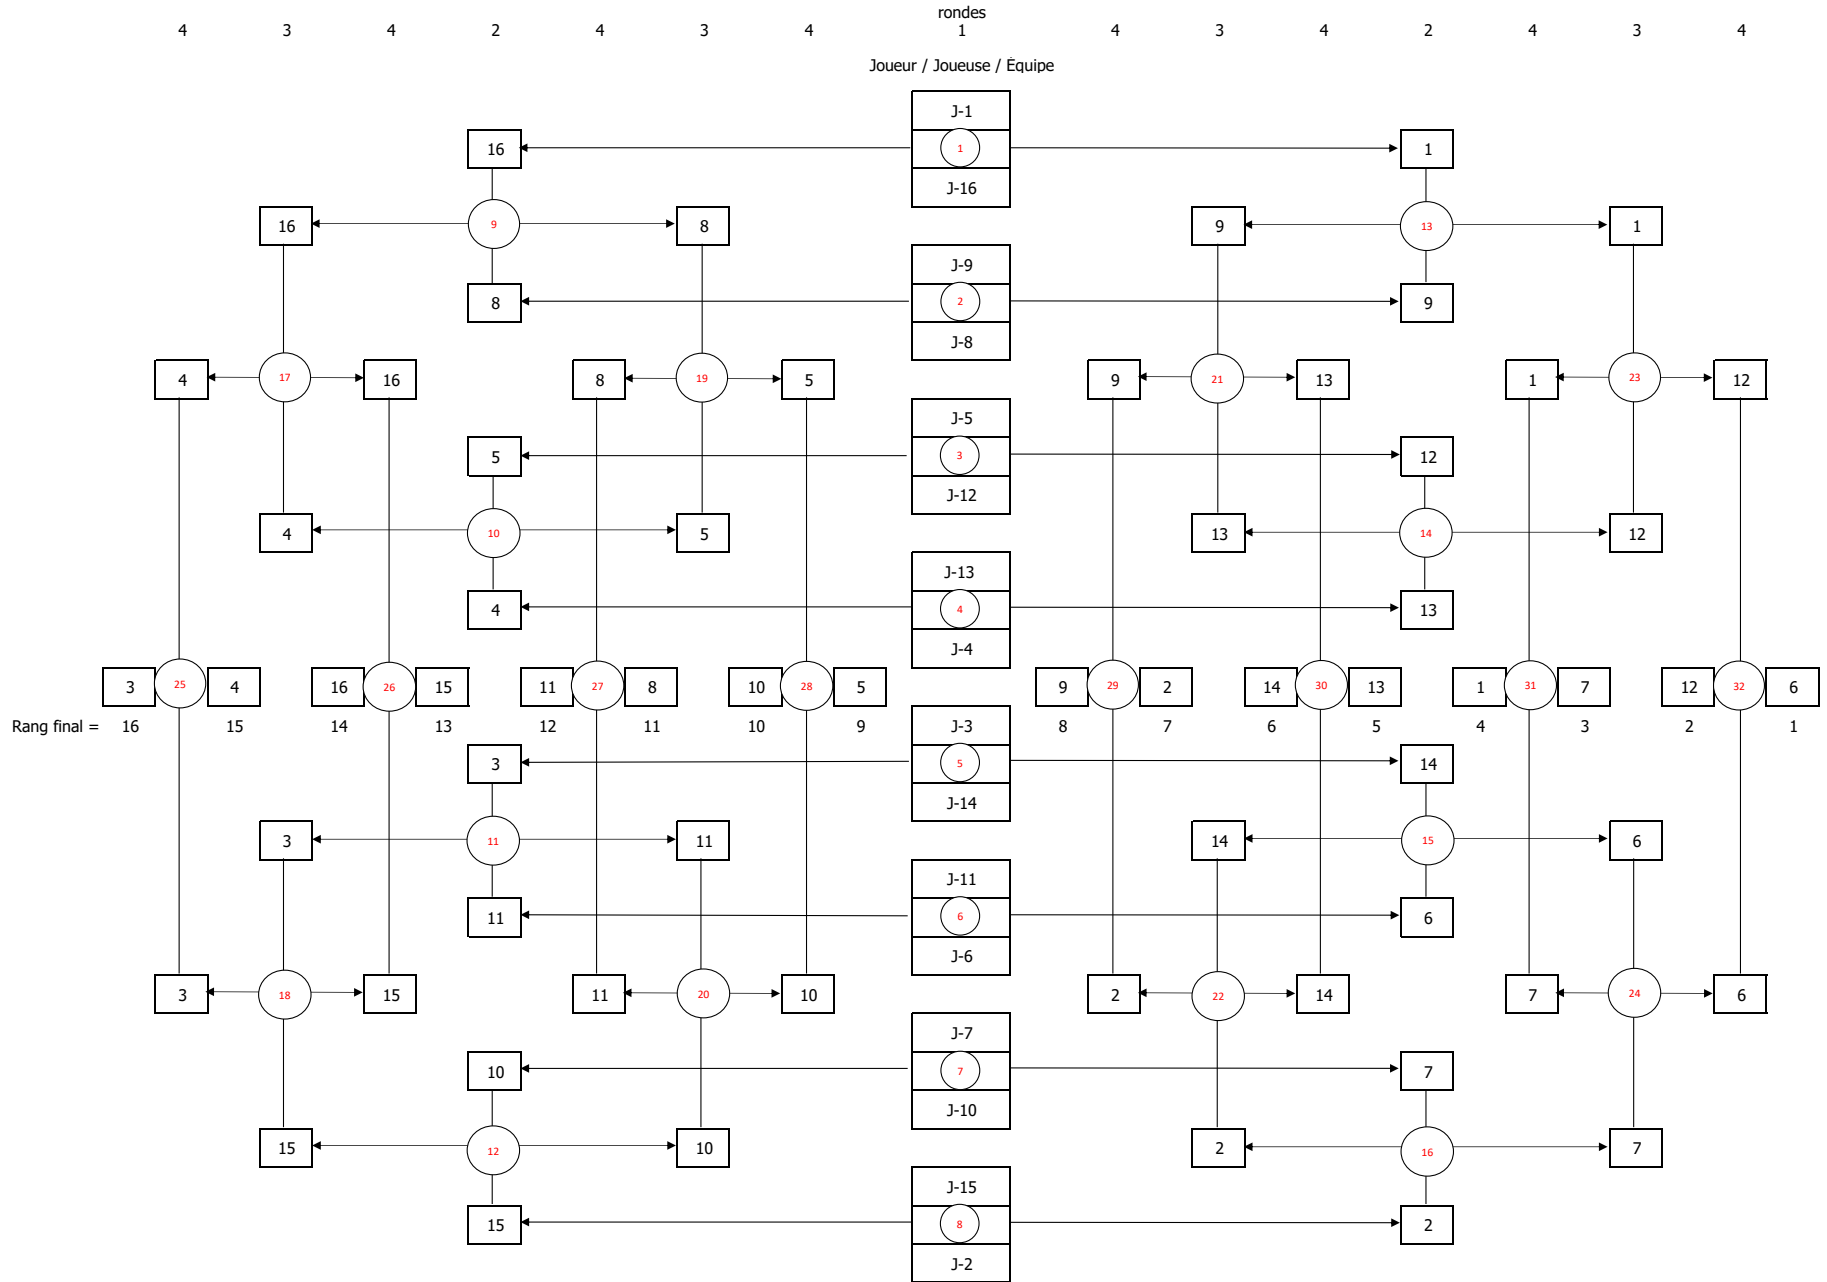 rondes
4 3 4 2 4 3 4 1 4 3 4 2 4 3 4
Joueur / Joueuse / Équipe
J-1
16 1 1
J-16
16 9 8 9 13 1
J-9
8 2 9
J-8
4 17 16 8 19 5 9 21 13 1 23 12
J-5
5 3 12
J-12
4 10 5 13 14 12
J-13
4 4 13
J-4
3 25 4 16 26 15 11 27 8 10 28 5 9 29 2 14 30 13 1 31 7 12 32 6
Rang final = 16 15 14 13 12 11 10 9 J-3 8 7 6 5 4 3 2 1
3 5 14
J-14
3 11 11 14 15 6
J-11
11 6 6
J-6
3 18 15 11 20 10 2 22 14 7 24 6
J-7
10 7 7
J-10
15 12 10 2 16 7
J-15
15 8 2
J-2